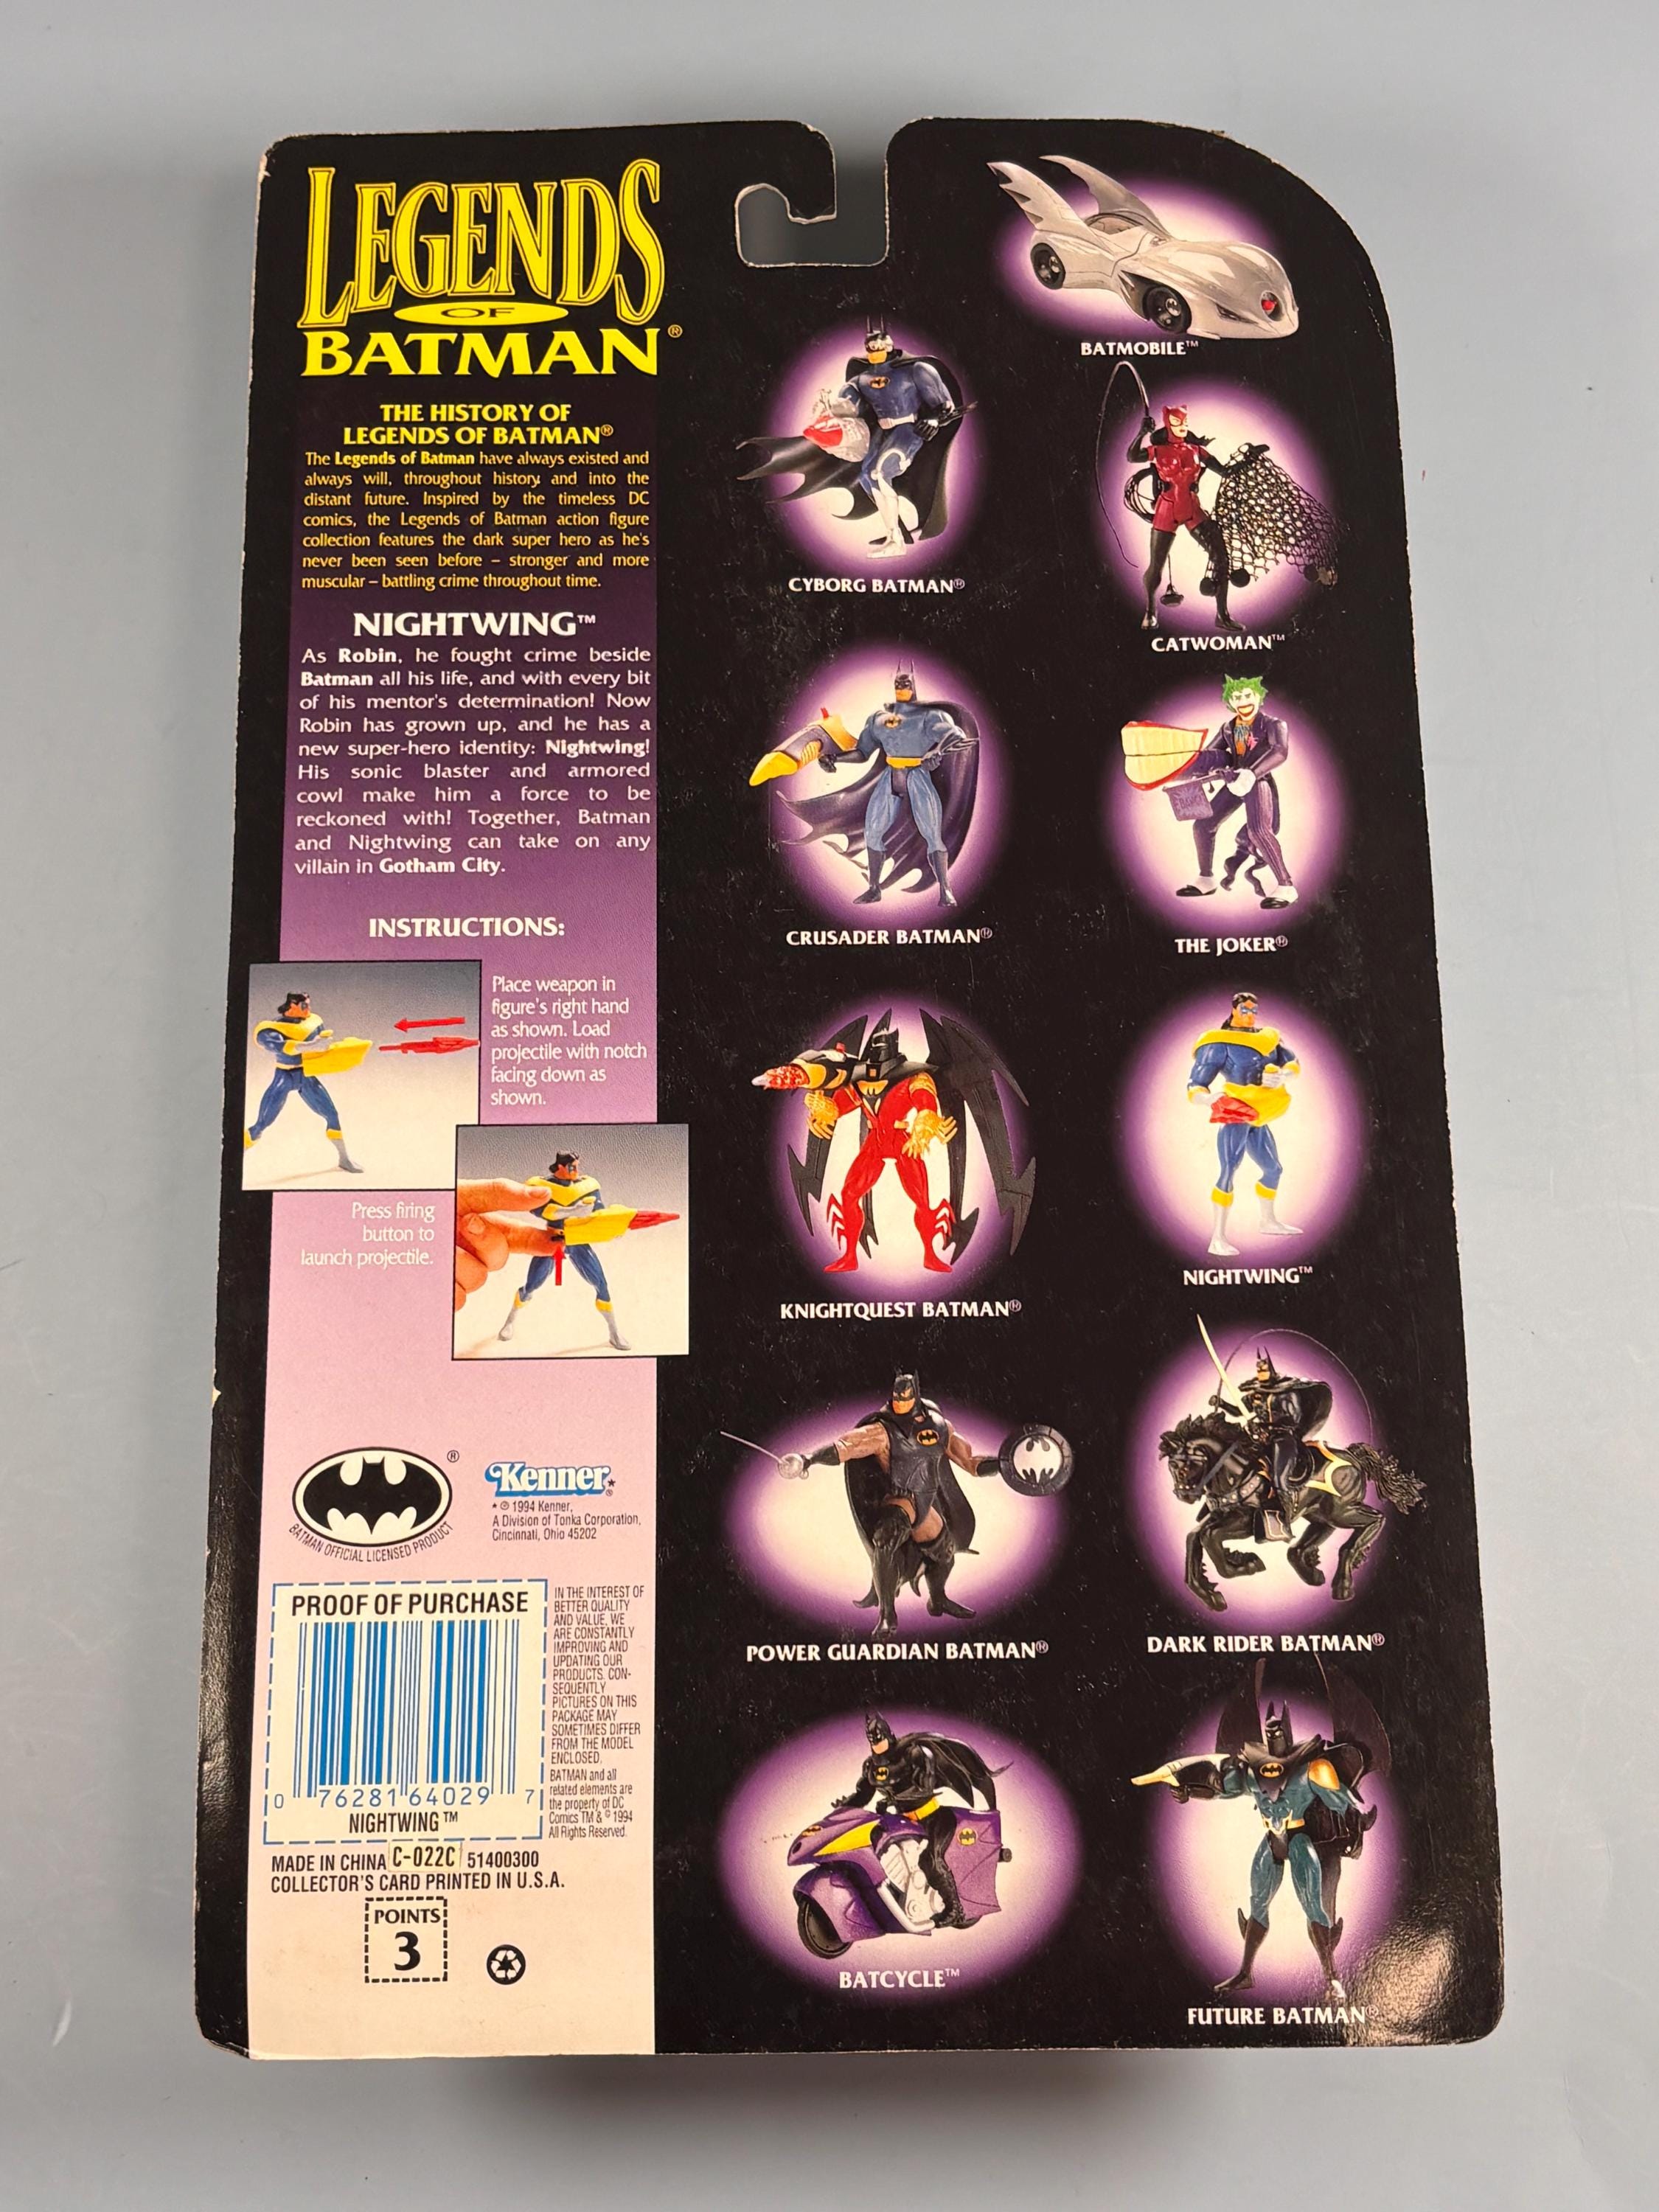 LEGENDS
OF
BATMAN®
THE HISTORY OF
LEGENDS OF BATMAN®
The Legends of Batman have always existed and
always will, throughout history and into the
distant future. Inspired by the timeless DC
comics, the Legends of Batman action figure
collection features the dark super hero as he's
never been seen before – stronger and more
muscular – battling crime throughout time.
NIGHTWING™
As Robin, he fought crime beside
Batman all his life, and with every bit
of his mentor's determination! Now
Robin has grown up, and he has a
new super-hero identity: Nightwing!
His sonic blaster and armored
cowl make him a force to be
reckoned with! Together, Batman
and Nightwing can take on any
villain in Gotham City.
INSTRUCTIONS:
Place weapon in
figure's right hand
as shown. Load
projectile with notch
facing down as
shown.
Press firing
button to
launch projectile.
®
BATMAN OFFICIAL LICENSED PRODUCT
Kenner®
★ ℗ 1994 Kenner,
A Division of Tonka Corporation,
Cincinnati, Ohio 45202
PROOF OF PURCHASE
0 76281 64029 7
NIGHTWING™
IN THE INTEREST OF
BETTER QUALITY
AND VALUE, WE
ARE CONSTANTLY
IMPROVING AND
UPDATING OUR
PRODUCTS. CON-
SEQUENTLY
PICTURES ON THIS
PACKAGE MAY
SOMETIMES DIFFER
FROM THE MODEL
ENCLOSED.
BATMAN and all
related elements are
the property of DC
Comics TM & © 1994
All Rights Reserved.
MADE IN CHINA C-022C 51400300
COLLECTOR'S CARD PRINTED IN U.S.A.
POINTS
3
BATMOBILE™
CYBORG BATMAN®
CATWOMAN™
CRUSADER BATMAN®
BANG!
THE JOKER®
KNIGHTQUEST BATMAN®
NIGHTWING™
POWER GUARDIAN BATMAN®
DARK RIDER BATMAN®
BATCYCLE™
FUTURE BATMAN®